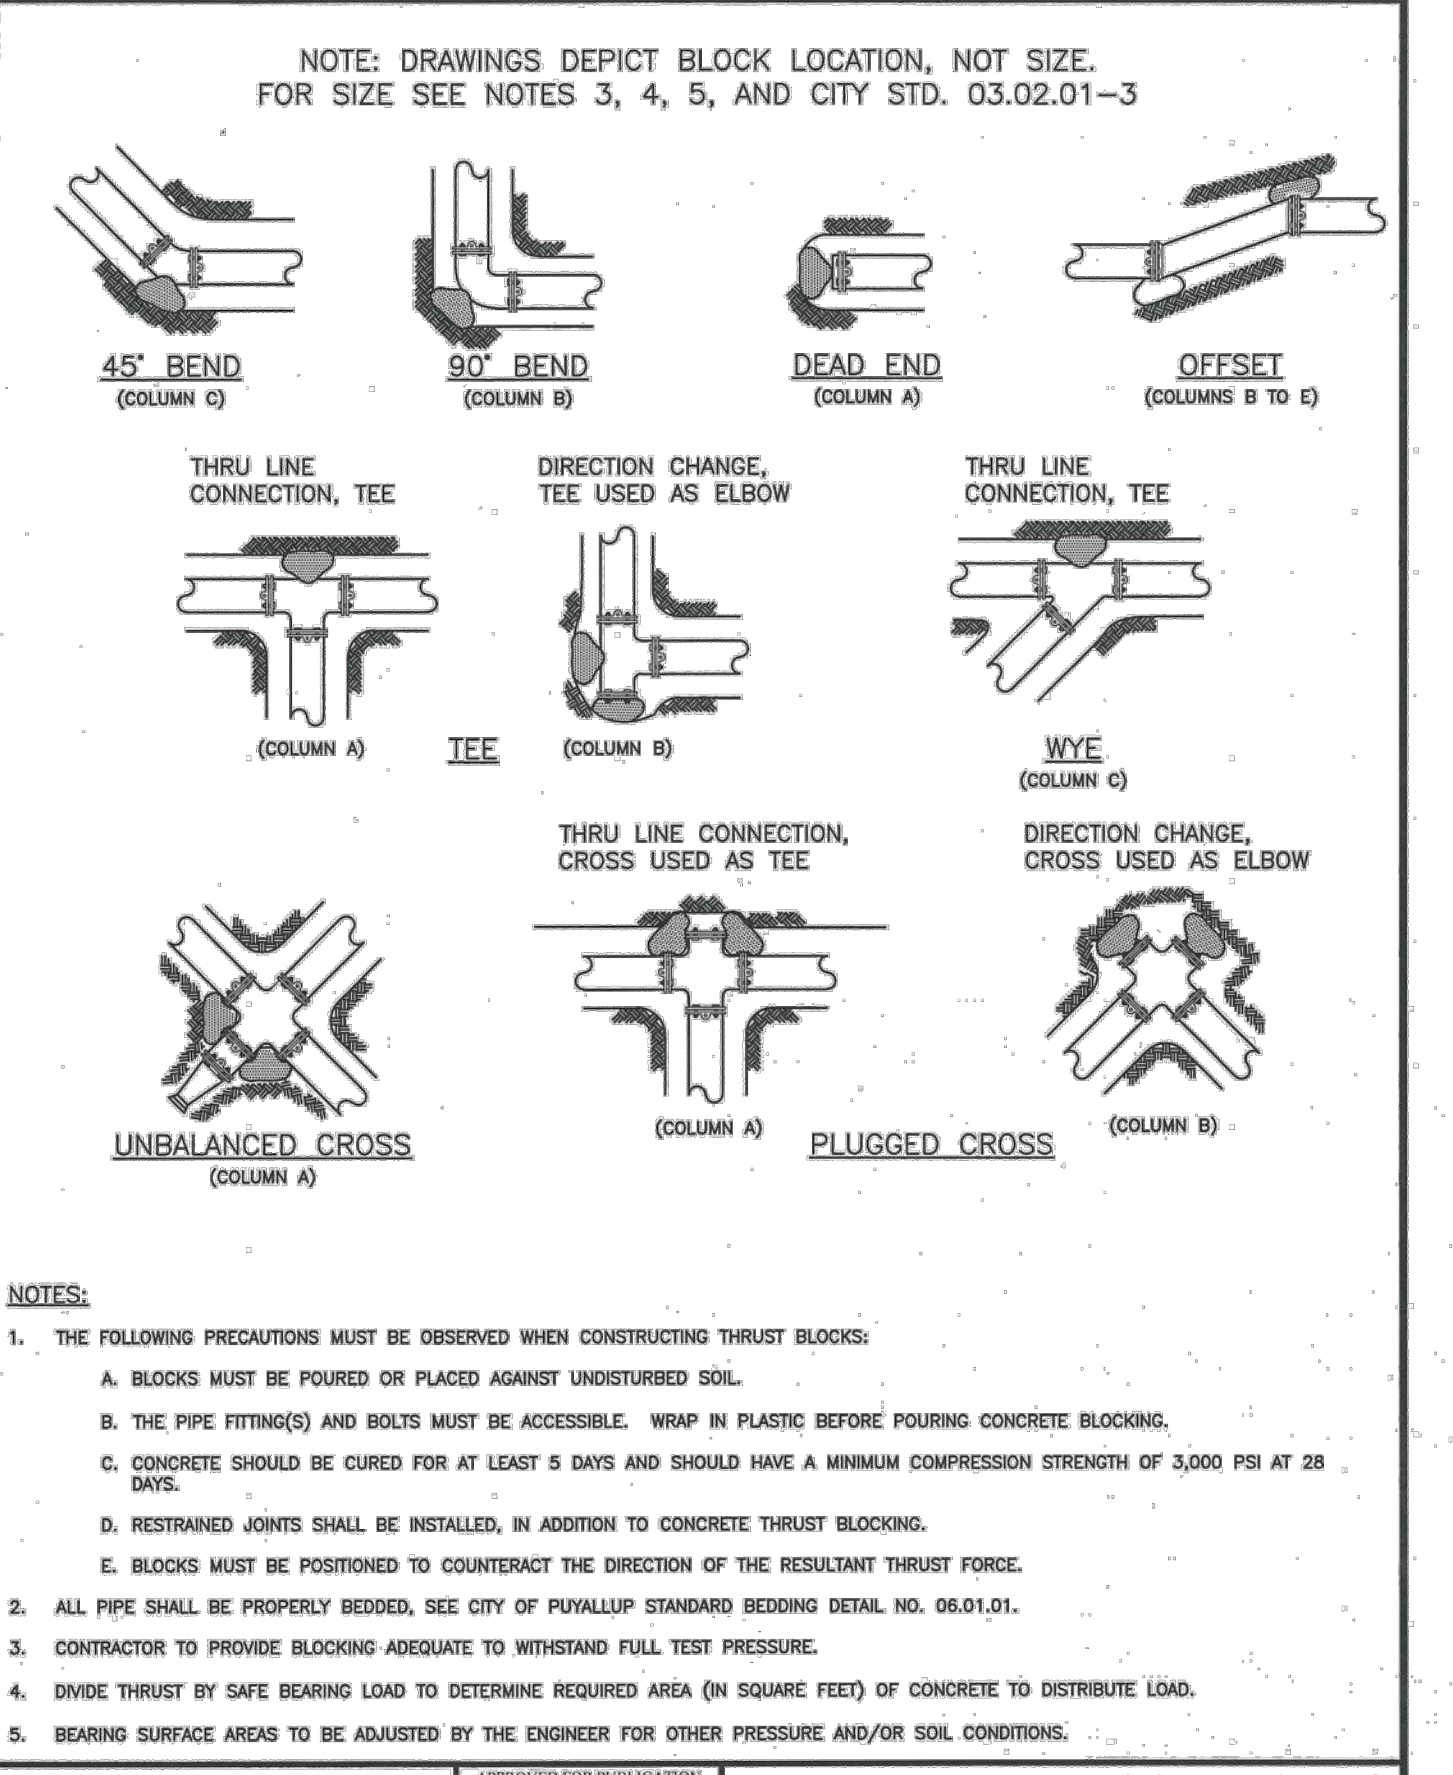 NOTE: DRAWINGS DEPICT BLOCK LOCATION, NOT SIZE.
FOR SIZE SEE NOTES 3, 4, 5, AND CITY STD. 03.02.01-3
45° BEND
(COLUMN C)
90° BEND
(COLUMN B)
DEAD END
(COLUMN A)
OFFSET
(COLUMNS B TO E)
THRU LINE
CONNECTION, TEE
DIRECTION CHANGE,
TEE USED AS ELBOW
THRU LINE
CONNECTION, TEE
(COLUMN A)
TEE
(COLUMN B)
WYE
(COLUMN C)
THRU LINE CONNECTION,
CROSS USED AS TEE
DIRECTION CHANGE,
CROSS USED AS ELBOW
UNBALANCED CROSS
(COLUMN A)
(COLUMN A)
PLUGGED CROSS
(COLUMN B)
NOTES:
1. THE FOLLOWING PRECAUTIONS MUST BE OBSERVED WHEN CONSTRUCTING THRUST BLOCKS:
A. BLOCKS MUST BE POURED OR PLACED AGAINST UNDISTURBED SOIL.
B. THE PIPE FITTING(S) AND BOLTS MUST BE ACCESSIBLE. WRAP IN PLASTIC BEFORE POURING CONCRETE BLOCKING.
C. CONCRETE SHOULD BE CURED FOR AT LEAST 5 DAYS AND SHOULD HAVE A MINIMUM COMPRESSION STRENGTH OF 3,000 PSI AT 28
DAYS.
D. RESTRAINED JOINTS SHALL BE INSTALLED, IN ADDITION TO CONCRETE THRUST BLOCKING.
E. BLOCKS MUST BE POSITIONED TO COUNTERACT THE DIRECTION OF THE RESULTANT THRUST FORCE.
2. ALL PIPE SHALL BE PROPERLY BEDDED, SEE CITY OF PUYALLUP STANDARD BEDDING DETAIL NO. 06.01.01.
3. CONTRACTOR TO PROVIDE BLOCKING ADEQUATE TO WITHSTAND FULL TEST PRESSURE.
4. DIVIDE THRUST BY SAFE BEARING LOAD TO DETERMINE REQUIRED AREA (IN SQUARE FEET) OF CONCRETE TO DISTRIBUTE LOAD.
5. BEARING SURFACE AREAS TO BE ADJUSTED BY THE ENGINEER FOR OTHER PRESSURE AND/OR SOIL CONDITIONS.
APPROVED FOR PUBLICATION